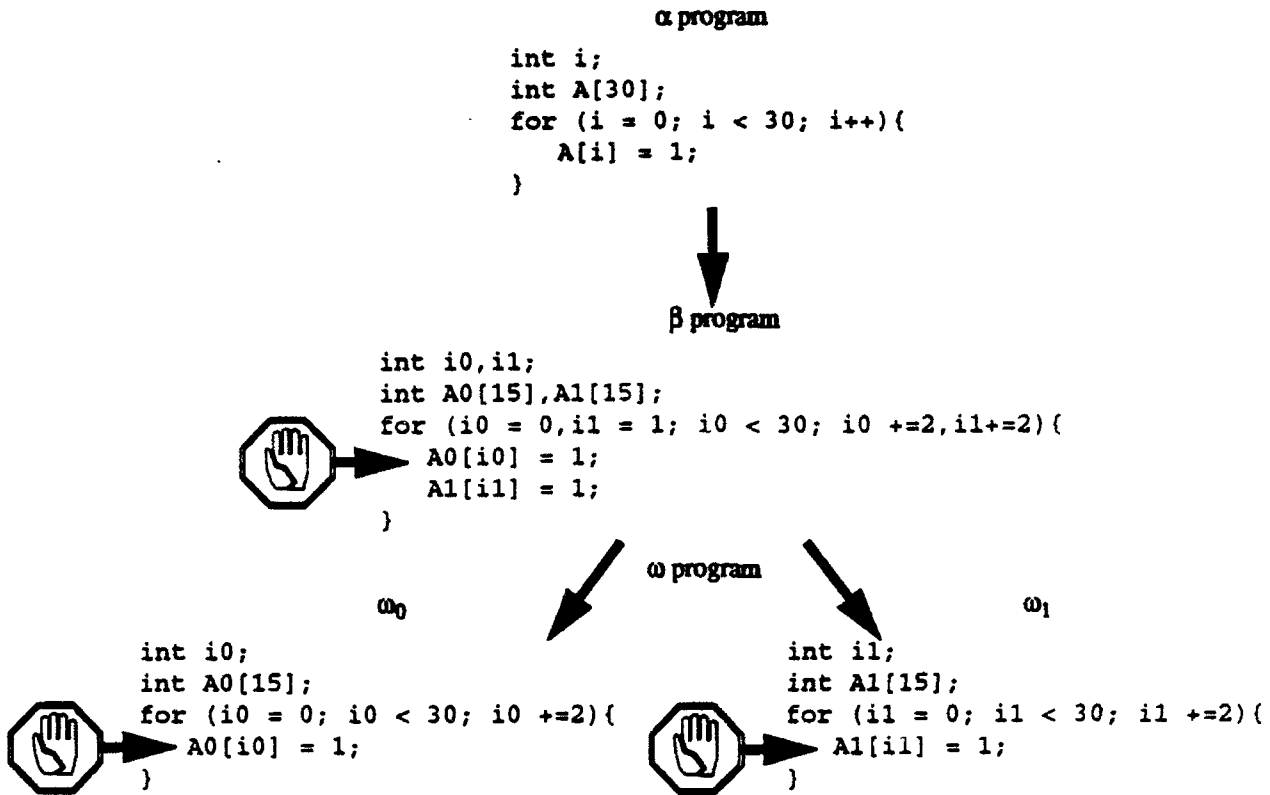 α program
int i;
int A[30];
for (i = 0; i < 30; i++){
A[i] = 1;
}
β program
int i0,i1;
int A0[15],A1[15];
for (i0 = 0,i1 = 1; i0 < 30; i0 +=2,i1+=2){
A0[i0] = 1;
A1[i1] = 1;
}
ω program
ω0
int i0;
int A0[15];
for (i0 = 0; i0 < 30; i0 +=2){
A0[i0] = 1;
}
ω1
int i1;
int A1[15];
for (i1 = 0; i1 < 30; i1 +=2){
A1[i1] = 1;
}